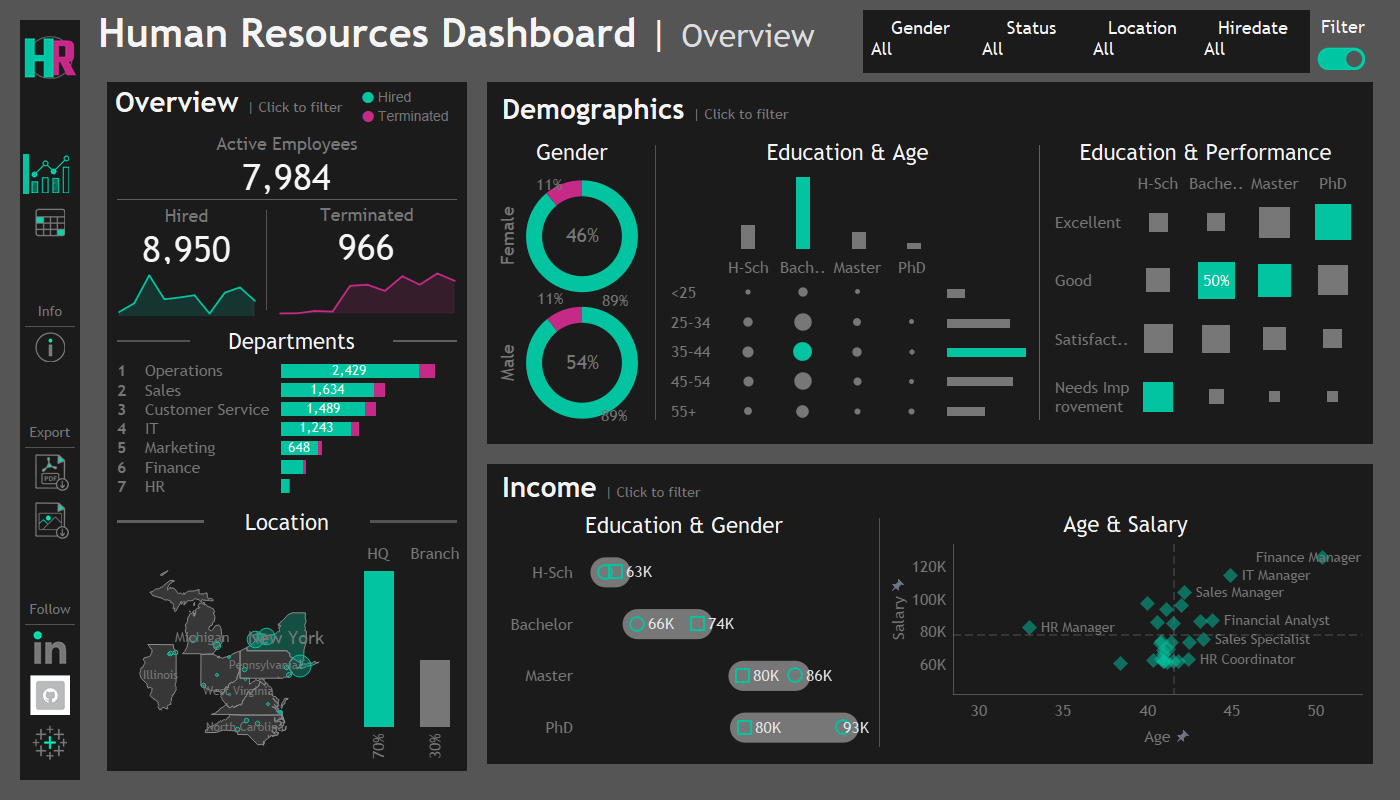 HR
Human Resources Dashboard | Overview
Gender Status Location Hiredate
All All All All
Filter
Info
Export
PDF
Follow
in
Overview | Click to filter
Hired
Terminated
Active Employees
7,984
Hired Terminated
8,950 966
Departments
1 Operations 2,429
2 Sales 1,634
3 Customer Service 1,489
4 IT 1,243
5 Marketing 648
6 Finance
7 HR
Location
HQ Branch
Michigan
New York
Pennsylvania
Illinois
West Virginia
North Carolina
70% 30%
Demographics | Click to filter
Gender
Female
11%
46%
89%
Male
11%
54%
89%
Education & Age
H-Sch Bach.. Master PhD
<25
25-34
35-44
45-54
55+
Education & Performance
H-Sch Bache.. Master PhD
Excellent
Good 50%
Satisfact..
Needs Imp
rovement
Income | Click to filter
Education & Gender
H-Sch 63K
Bachelor 66K 74K
Master 80K 86K
PhD 80K 93K
Age & Salary
Salary
120K
100K
80K
60K
Finance Manager
IT Manager
Sales Manager
HR Manager
Financial Analyst
Sales Specialist
HR Coordinator
30 35 40 45 50
Age